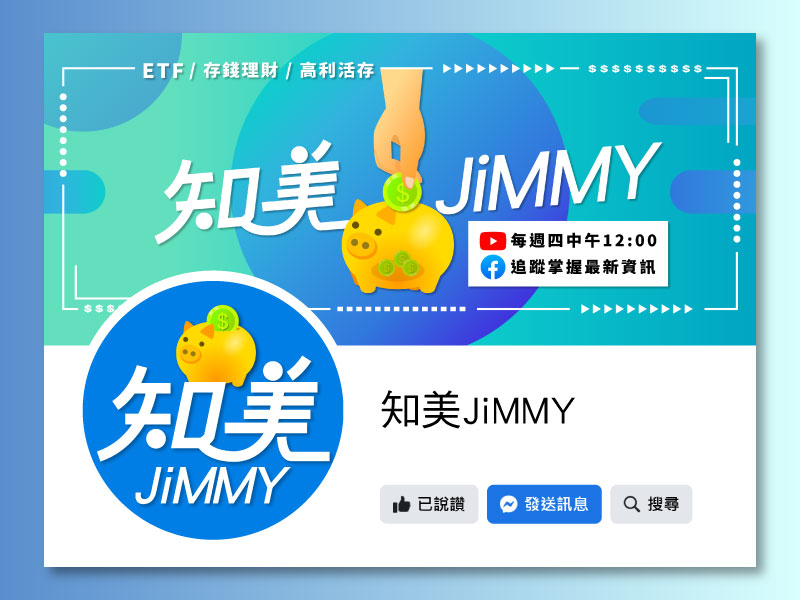 ETF / 存錢理財 / 高利活存
$$$$$$$$$$
知美 JiMMY
$
$
每週四中午12:00
追蹤掌握最新資訊
$$$
$
知美
JiMMY
知美JiMMY
已說讚
發送訊息
搜尋